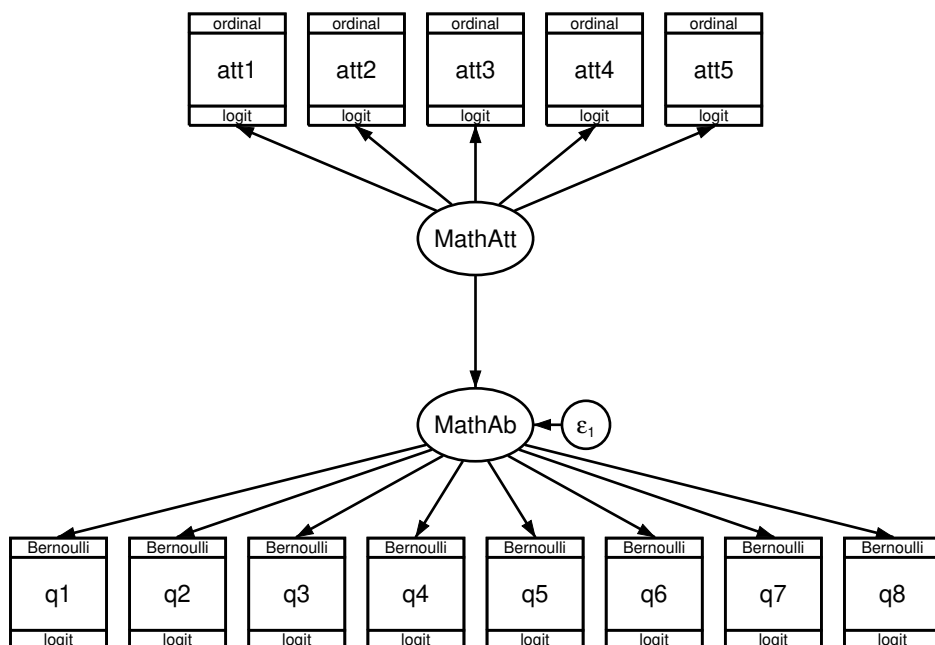 ordinal ordinal ordinal ordinal ordinal
att1 att2 att3 att4 att5
logit logit logit logit logit
MathAtt
MathAb ε₁
Bernoulli Bernoulli Bernoulli Bernoulli Bernoulli Bernoulli Bernoulli Bernoulli
q1 q2 q3 q4 q5 q6 q7 q8
logit logit logit logit logit logit logit logit